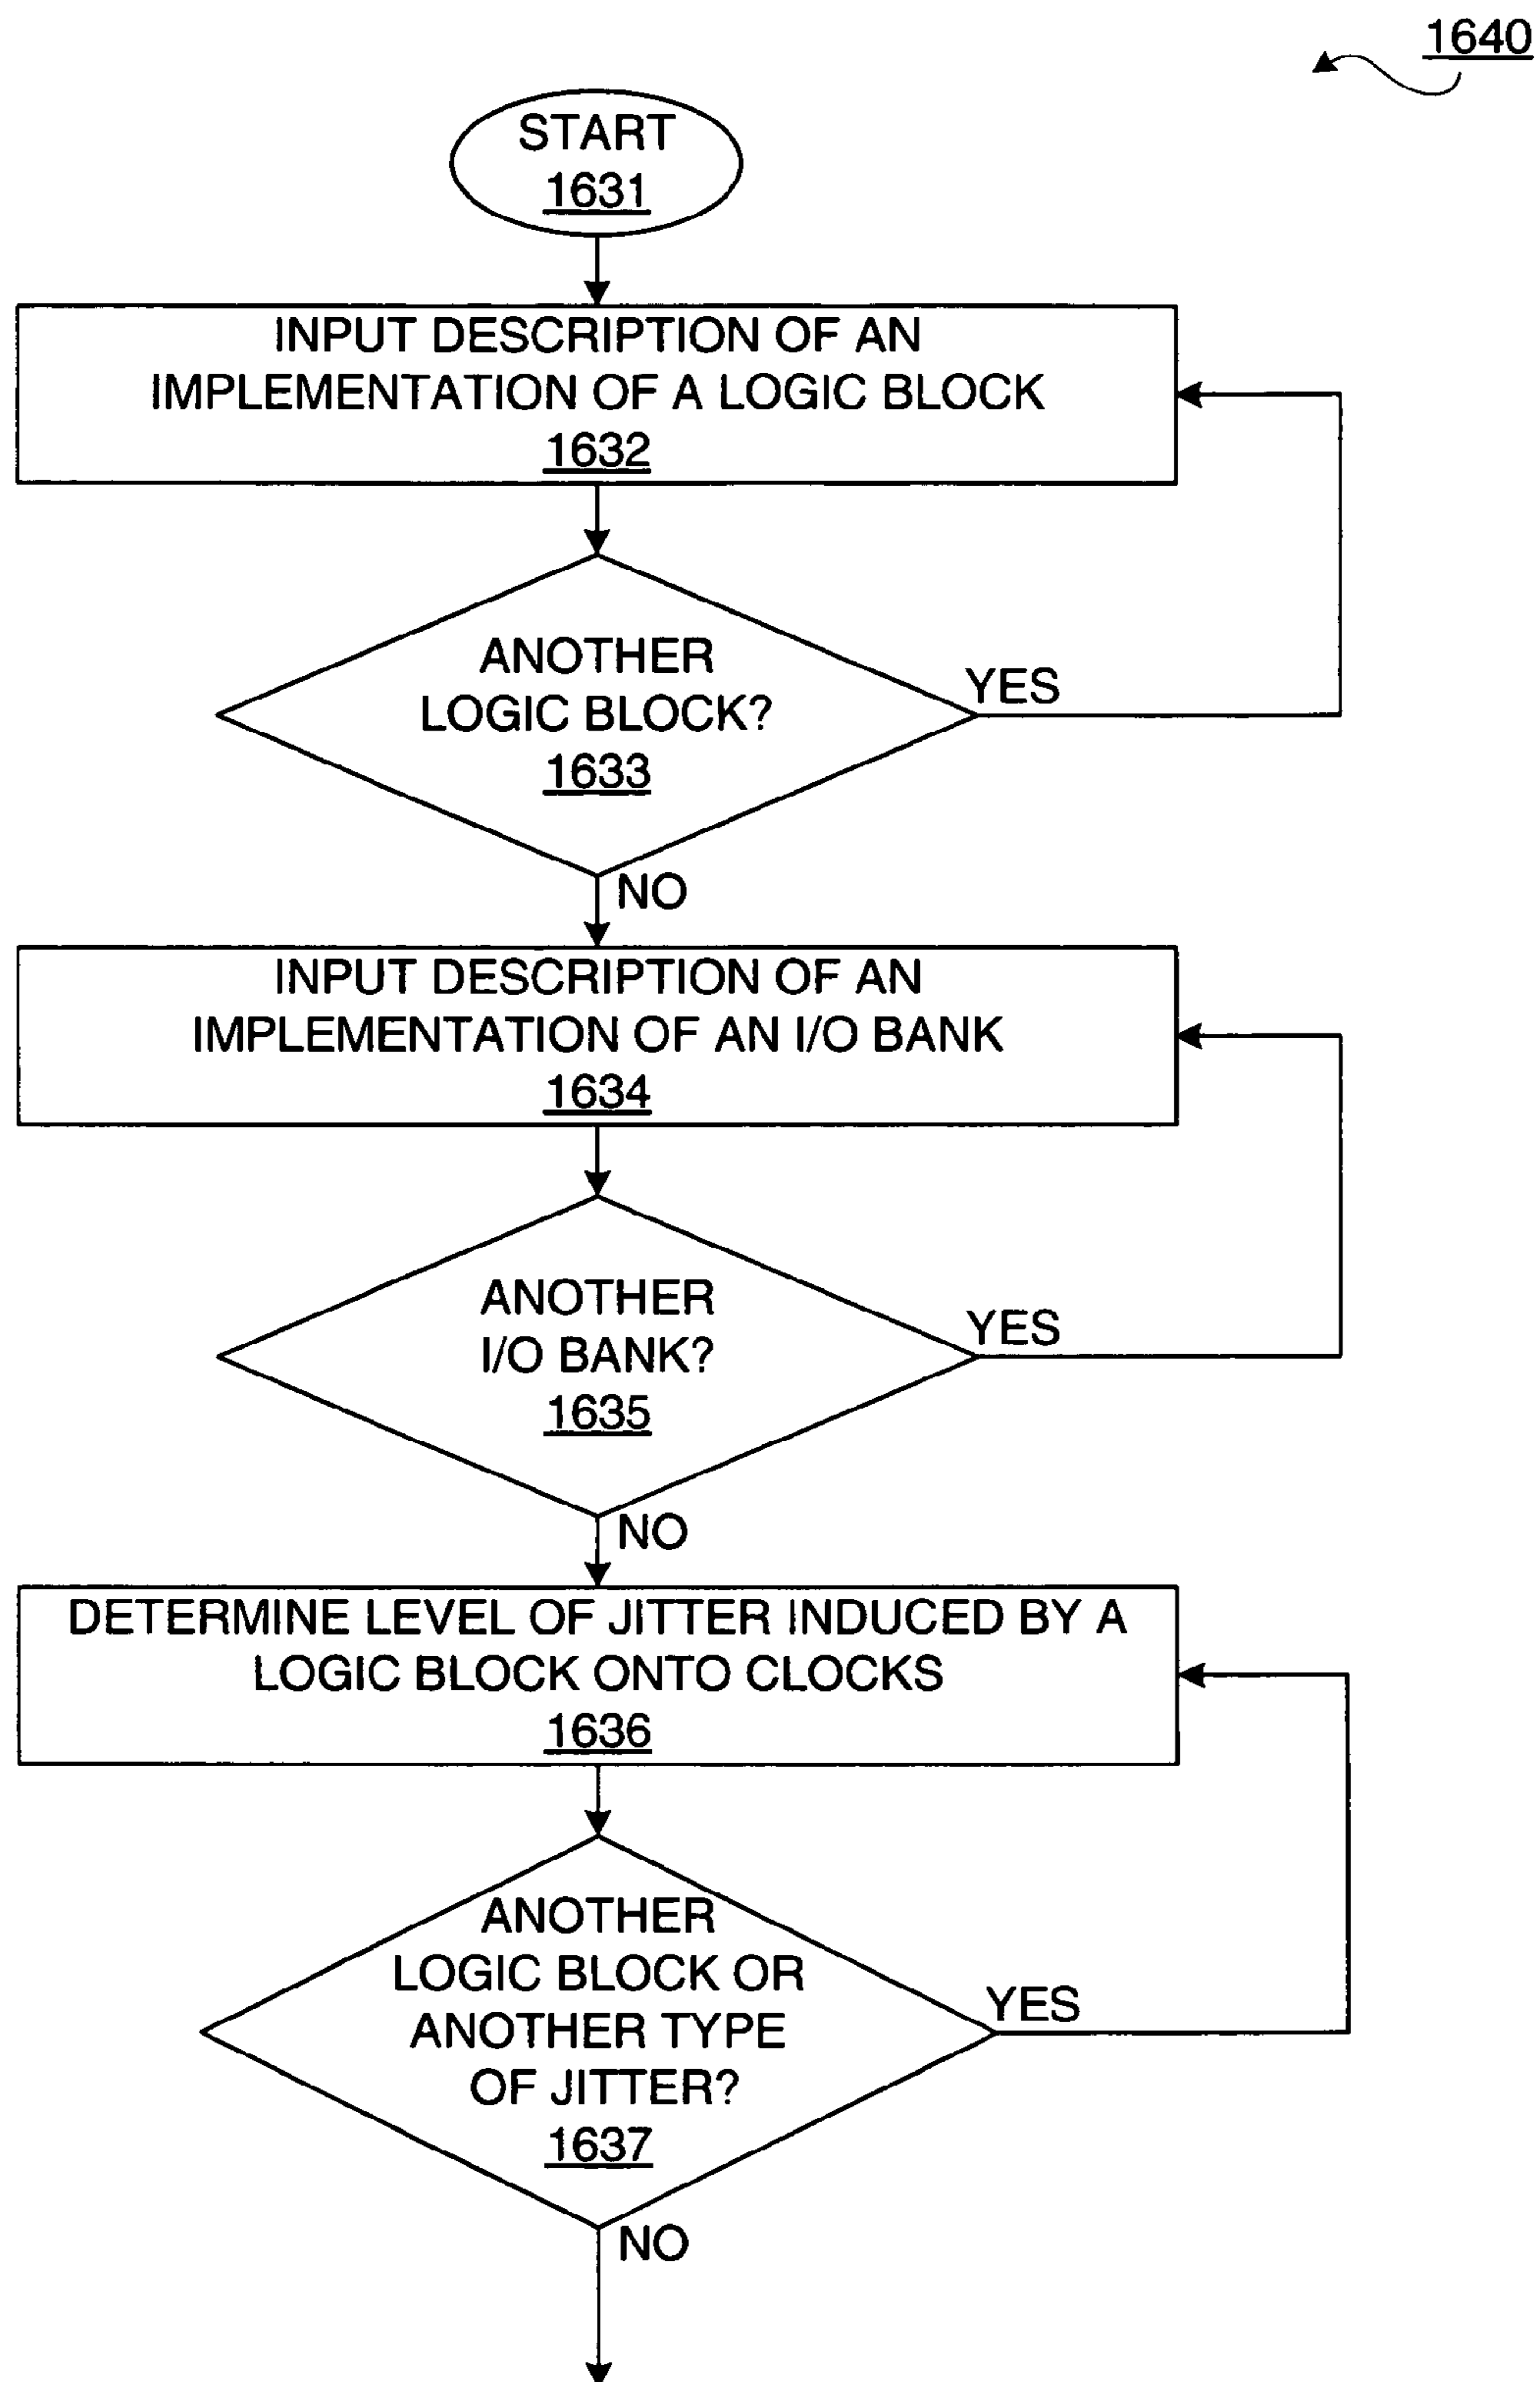 1640
START
1631
INPUT DESCRIPTION OF AN
IMPLEMENTATION OF A LOGIC BLOCK
1632
ANOTHER
LOGIC BLOCK?
1633
YES
NO
INPUT DESCRIPTION OF AN
IMPLEMENTATION OF AN I/O BANK
1634
ANOTHER
I/O BANK?
1635
YES
NO
DETERMINE LEVEL OF JITTER INDUCED BY A
LOGIC BLOCK ONTO CLOCKS
1636
ANOTHER
LOGIC BLOCK OR
ANOTHER TYPE
OF JITTER?
1637
YES
NO